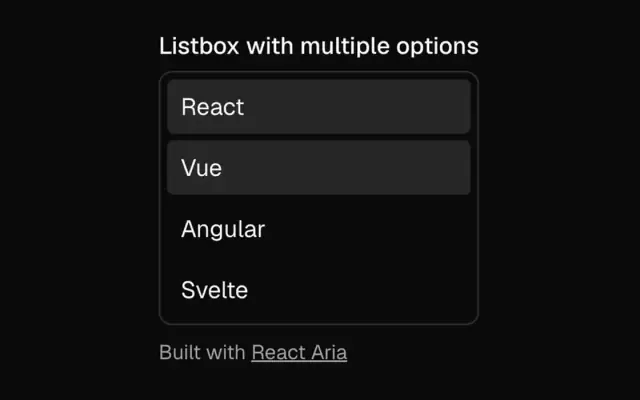 Listbox with multiple options
React
Vue
Angular
Svelte
Built with React Aria